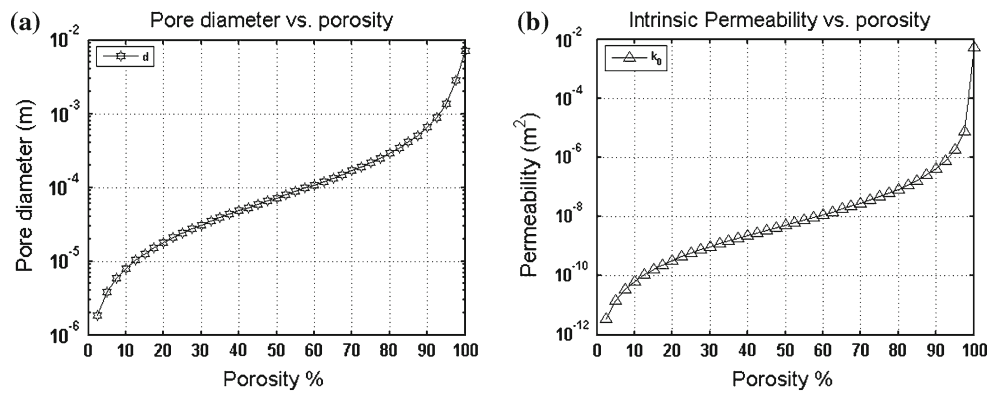 (a) Pore diameter vs. porosity
d
Pore diameter (m)
10^-2
10^-3
10^-4
10^-5
10^-6
0 10 20 30 40 50 60 70 80 90 100
Porosity %
(b) Intrinsic Permeability vs. porosity
k_0
Permeability (m^2)
10^-2
10^-4
10^-6
10^-8
10^-10
10^-12
0 10 20 30 40 50 60 70 80 90 100
Porosity %